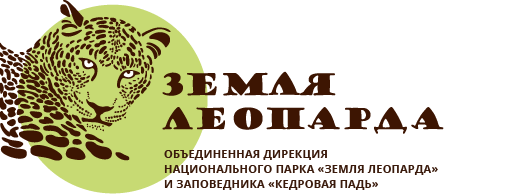 ЗЕМЛЯ
ЛЕОПАРДА
ОБЪЕДИНЕННАЯ ДИРЕКЦИЯ
НАЦИОНАЛЬНОГО ПАРКА «ЗЕМЛЯ ЛЕОПАРДА»
И ЗАПОВЕДНИКА «КЕДРОВАЯ ПАДЬ»